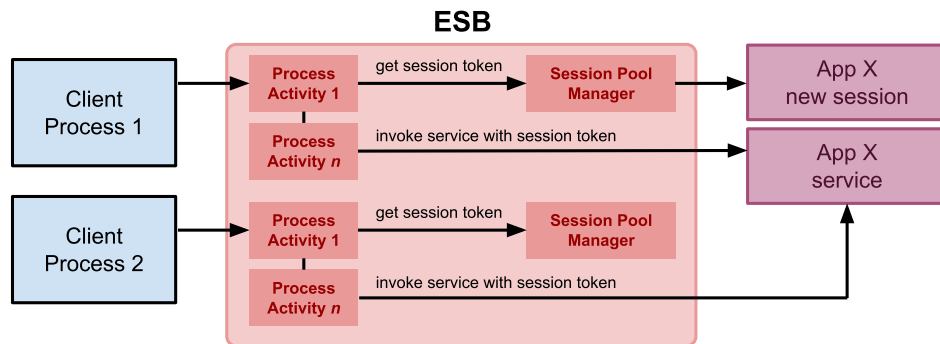 ESB
Client
Process 1
Process
Activity 1
get session token
Session Pool
Manager
App X
new session
Process
Activity n
invoke service with session token
App X
service
Client
Process 2
Process
Activity 1
get session token
Session Pool
Manager
Process
Activity n
invoke service with session token